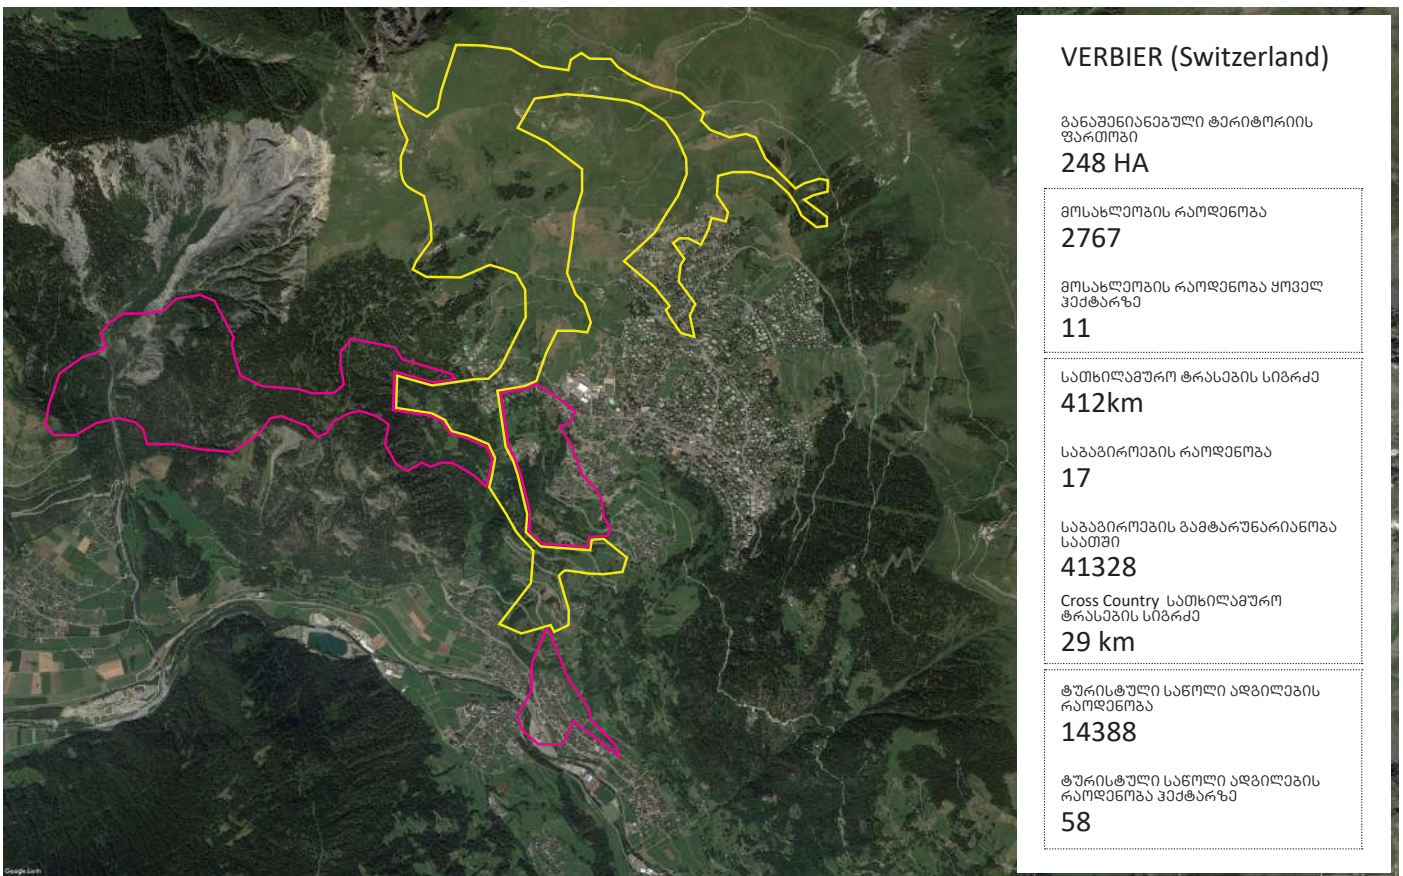 VERBIER (Switzerland)
განაშენიანებული ტერიტორიის
ფართობი
248 HA
მოსახლეობის რაოდენობა
2767
მოსახლეობის რაოდენობა ყოველ
ჰექტარზე
11
სათხილამურო ტრასების სიგრძე
412km
საბაგიროების რაოდენობა
17
საბაგიროების გამტარუნარიანობა
საათში
41328
Cross Country სათხილამურო
ტრასების სიგრძე
29 km
ტურისტული საწოლი ადგილების
რაოდენობა
14388
ტურისტული საწოლი ადგილების
რაოდენობა ჰექტარზე
58
Google Earth